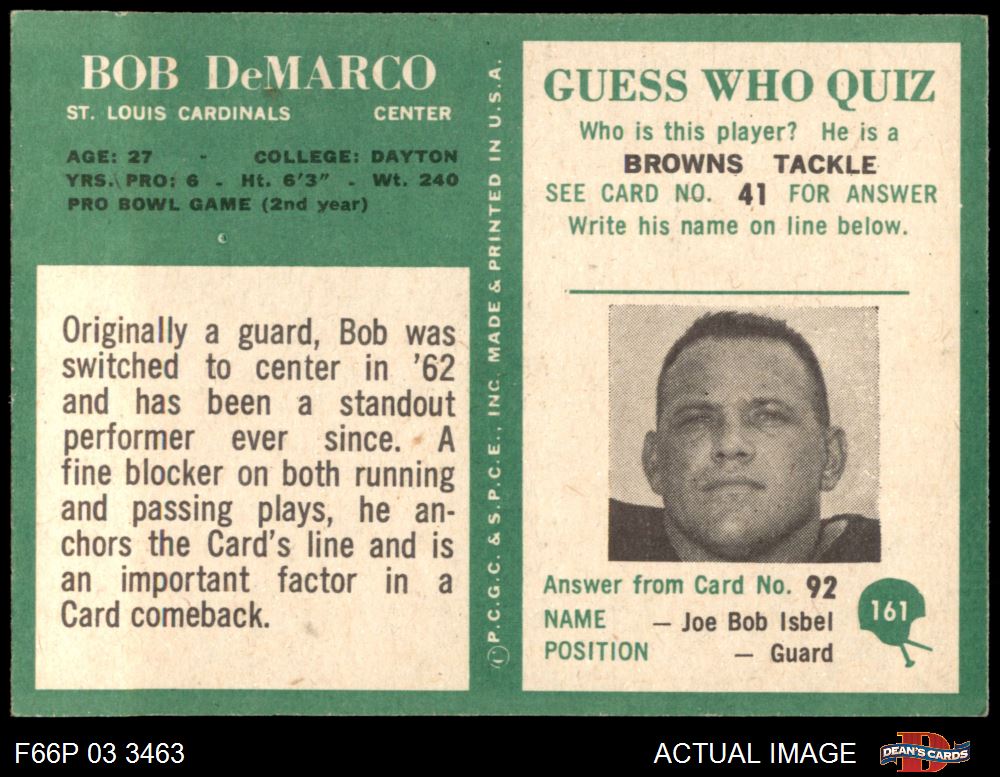 BOB DeMARCO
ST. LOUIS CARDINALS CENTER
AGE: 27 - COLLEGE: DAYTON
YRS. PRO: 6 - Ht. 6'3" - Wt. 240
PRO BOWL GAME (2nd year)
Originally a guard, Bob was
switched to center in '62
and has been a standout
performer ever since. A
fine blocker on both running
and passing plays, he an-
chors the Card's line and is
an important factor in a
Card comeback.
©P.C.G.C. & S.P.C.E., INC. MADE & PRINTED IN U.S.A.
GUESS WHO QUIZ
Who is this player? He is a
BROWNS TACKLE
SEE CARD NO. 41 FOR ANSWER
Write his name on line below.
Answer from Card No. 92
NAME — Joe Bob Isbel
POSITION — Guard
161
F66P 03 3463
ACTUAL IMAGE
DEAN'S CARDS